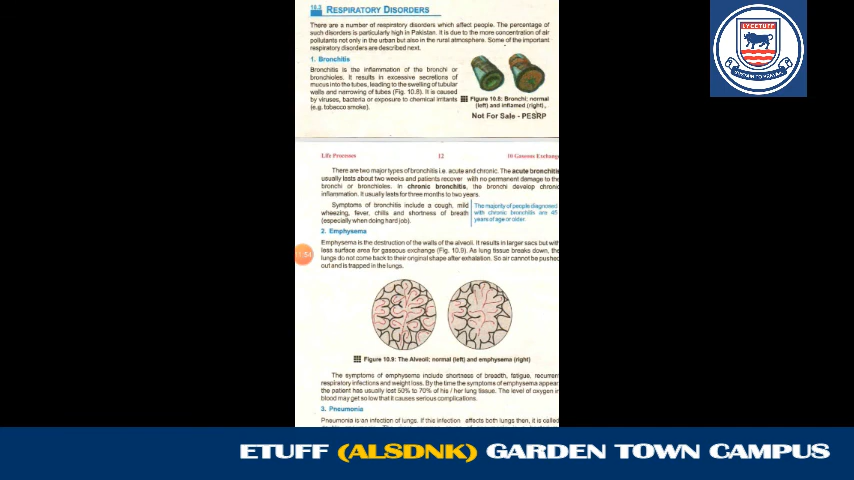 10.3 RESPIRATORY DISORDERS
There are a number of respiratory disorders which affect people. The percentage of
such disorders is particularly high in Pakistan. It is due to the more concentration of air
pollutants not only in the urban but also in the rural atmosphere. Some of the important
respiratory disorders are described next.
1. Bronchitis
Bronchitis is the inflammation of the bronchi or
bronchioles. It results in excessive secretions of
mucus into the tubes, leading to the swelling of tubular
walls and narrowing of tubes (Fig. 10.8). It is caused
by viruses, bacteria or exposure to chemical irritants
(e.g. tobacco smoke).
Figure 10.8: Bronchi; normal
(left) and inflamed (right).
Not For Sale - PESRP
Life Processes 12 10 Gaseous Exchange
There are two major types of bronchitis i.e. acute and chronic. The acute bronchitis
usually lasts about two weeks and patients recover with no permanent damage to the
bronchi or bronchioles. In chronic bronchitis, the bronchi develop chronic
inflammation. It usually lasts for three months to two years.
Symptoms of bronchitis include a cough, mild
wheezing, fever, chills and shortness of breath
(especially when doing hard job).
The majority of people diagnosed
with chronic bronchitis are 45
years of age or older.
2. Emphysema
Emphysema is the destruction of the walls of the alveoli. It results in larger sacs but with
less surface area for gaseous exchange (Fig. 10.9). As lung tissue breaks down, the
lungs do not come back to their original shape after exhalation. So air cannot be pushed
out and is trapped in the lungs.
Figure 10.9: The Alveoli; normal (left) and emphysema (right)
The symptoms of emphysema include shortness of breadth, fatigue, recurrent
respiratory infections and weight loss. By the time the symptoms of emphysema appear,
the patient has usually lost 50% to 70% of his / her lung tissue. The level of oxygen in
blood may get so low that it causes serious complications.
3. Pneumonia
Pneumonia is an infection of lungs. If this infection affects both lungs then, it is called
LYCETUFF
ETUFF (ALSDNK) GARDEN TOWN CAMPUS